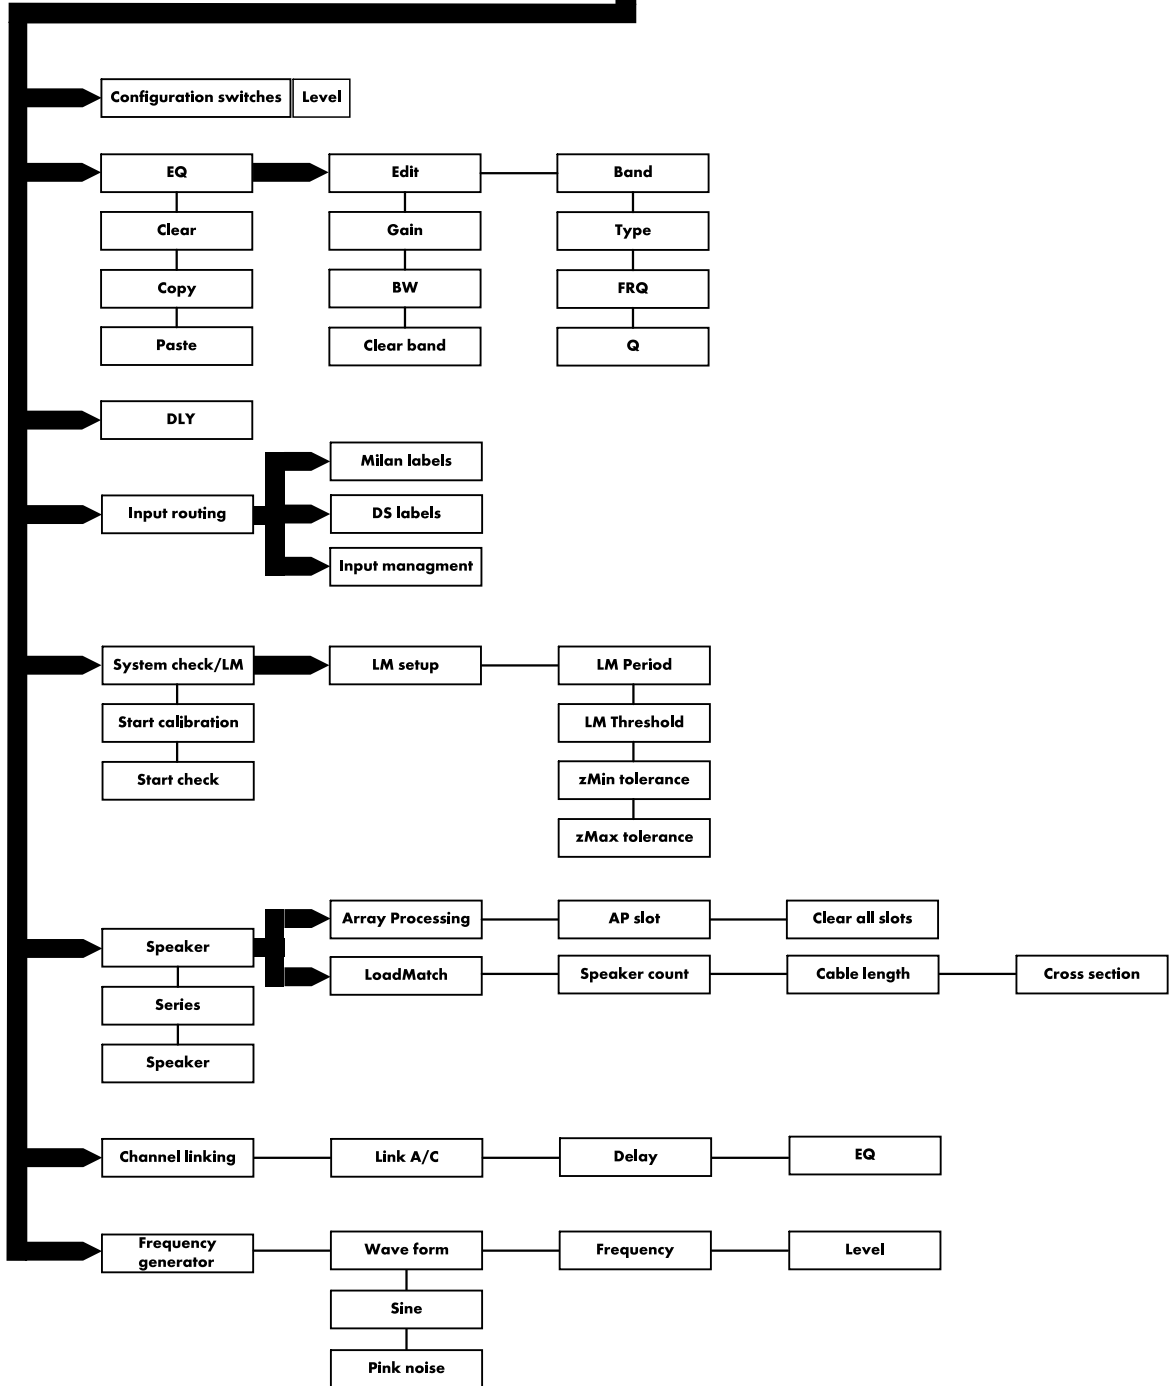 Configuration switches
Level
EQ
Edit
Band
Clear
Gain
Type
Copy
BW
FRQ
Paste
Clear band
Q
DLY
Milan labels
Input routing
DS labels
Input managment
System check/LM
LM setup
LM Period
Start calibration
LM Threshold
Start check
zMin tolerance
zMax tolerance
Array Processing
AP slot
Clear all slots
Speaker
LoadMatch
Speaker count
Cable length
Cross section
Series
Speaker
Channel linking
Link A/C
Delay
EQ
Frequency
generator
Wave form
Frequency
Level
Sine
Pink noise